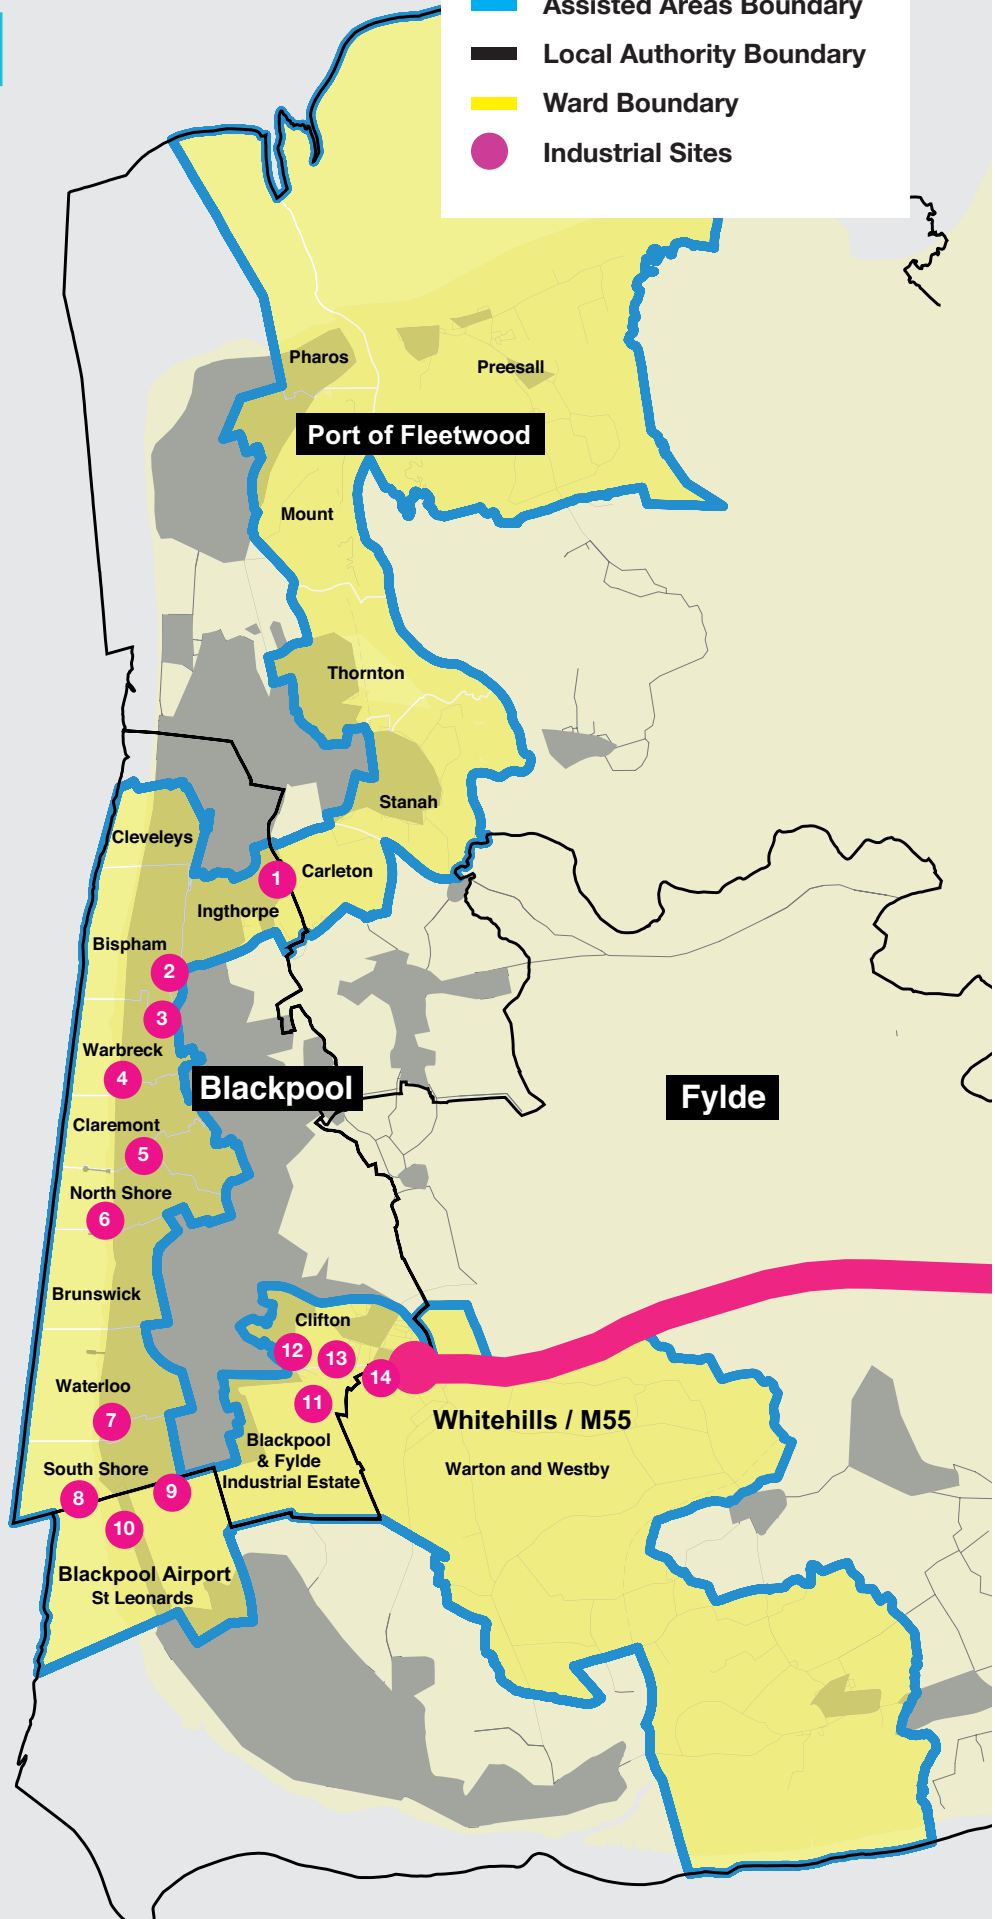 Assisted Areas Boundary
Local Authority Boundary
Ward Boundary
Industrial Sites
Pharos
Preesall
Port of Fleetwood
Mount
Thornton
Stanah
Cleveleys
Carleton
1
Ingthorpe
Bispham
2
3
Warbreck
4
Blackpool
Fylde
Claremont
5
North Shore
6
Brunswick
Clifton
12
13
14
Waterloo
11
7
Whitehills / M55
Blackpool
& Fylde
Industrial Estate
Warton and Westby
South Shore
8
9
10
Blackpool Airport
St Leonards